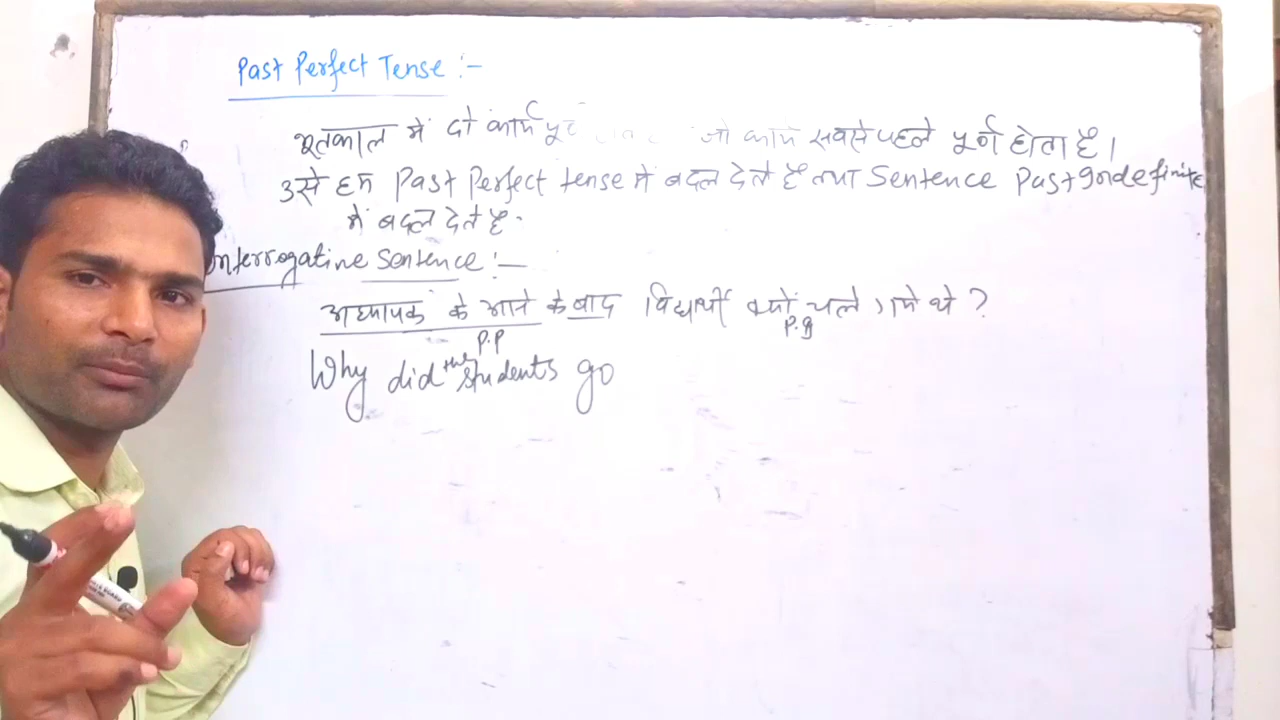 Past Perfect Tense :-
भूतकाल में दो कार्य जो कार्य सबसे पहले पूर्ण होता है।
उसे हम Past Perfect tense में बदल देते हैं तथा Sentence Past Indefinite
में बदल देते है।
nterrogative Sentence :-
अध्यापक के आने के बाद विद्यार्थी क्यों चले गये थे ?
P.P P.I
Why did the students go